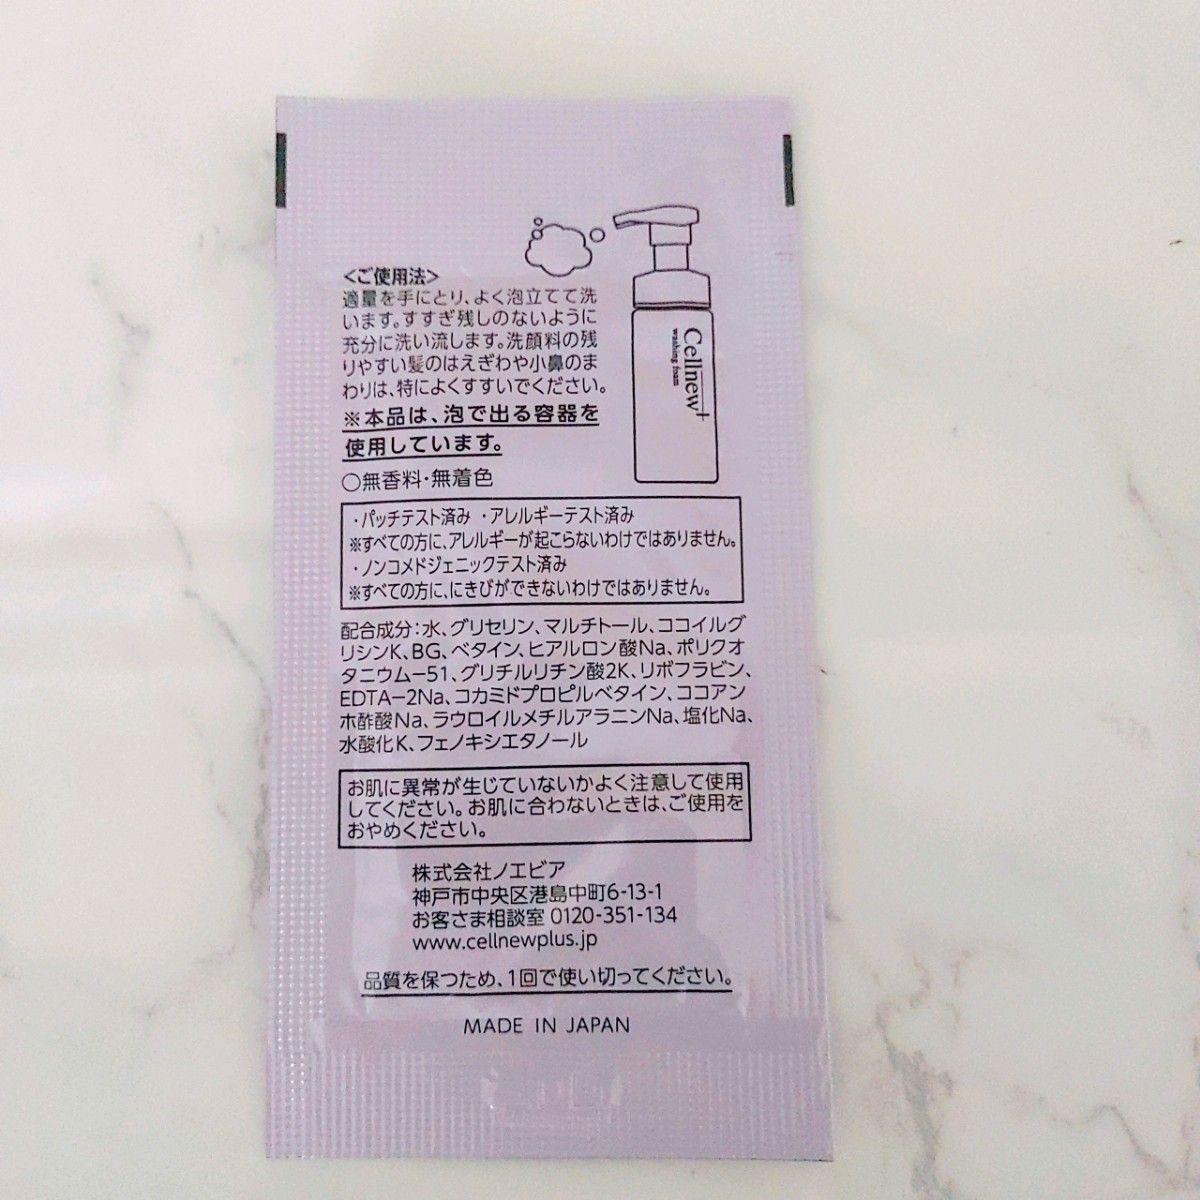 Cellnew+
washing foam
<ご使用法>
適量を手にとり、よく泡立てて洗
います。すすぎ残しのないように
充分に洗い流します。洗顔料の残
りやすい髪のはえぎわや小鼻のま
わりは、特によくすすいでください。
※本品は、泡で出る容器を
使用しています。
○無香料・無着色
・パッチテスト済み ・アレルギーテスト済み
※すべての方に、アレルギーが起こらないわけではありません。
・ノンコメドジェニックテスト済み
※すべての方に、にきびができないわけではありません。
配合成分：水、グリセリン、マルチトール、ココイルグ
リシンK、BG、ベタイン、ヒアルロン酸Na、ポリクオ
タニウム−51、グリチルリチン酸2K、リボフラビン、
EDTA−2Na、コカミドプロピルベタイン、ココアン
ホ酢酸Na、ラウロイルメチルアラニンNa、塩化Na、
水酸化K、フェノキシエタノール
お肌に異常が生じていないかよく注意して使用
してください。お肌に合わないときは、ご使用を
おやめください。
株式会社ノエビア
神戸市中央区港島中町6-13-1
お客さま相談室 0120-351-134
www.cellnewplus.jp
品質を保つため、1回で使い切ってください。
MADE IN JAPAN